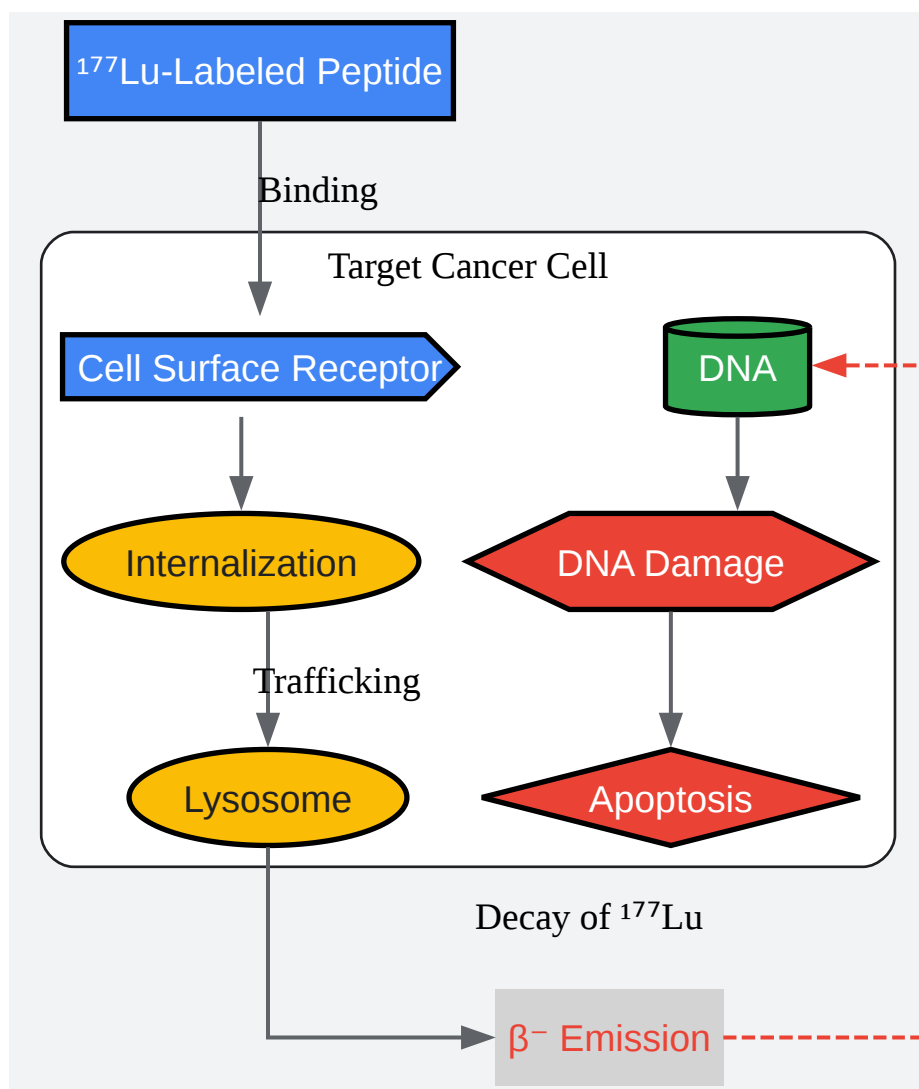 ¹⁷⁷Lu-Labeled Peptide
Binding
Target Cancer Cell
Cell Surface Receptor
DNA
Internalization
DNA Damage
Trafficking
Lysosome
Apoptosis
Decay of ¹⁷⁷Lu
β⁻ Emission